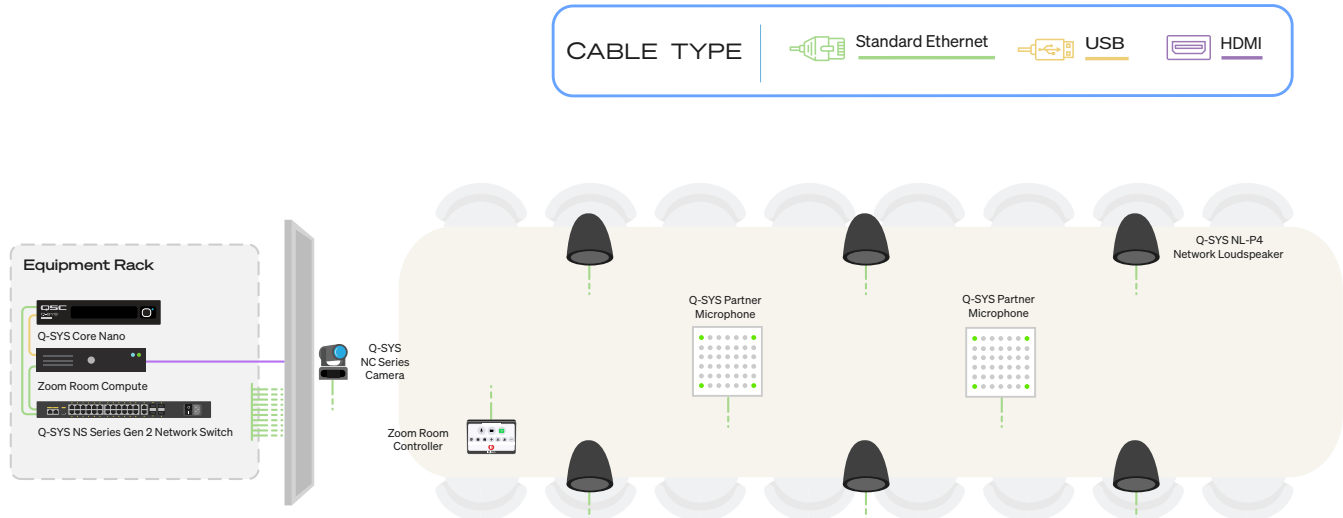 CABLE TYPE
Standard Ethernet
USB
HDMI
Equipment Rack
QSC
Q-SYS Core Nano
Zoom Room Compute
Q-SYS NS Series Gen 2 Network Switch
Q-SYS
NC Series
Camera
Zoom Room
Controller
Q-SYS Partner
Microphone
Q-SYS Partner
Microphone
Q-SYS NL-P4
Network Loudspeaker